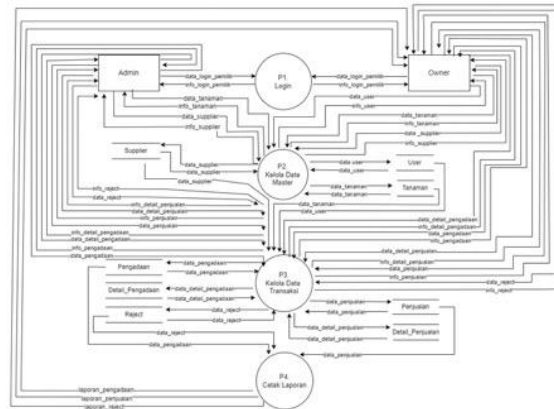 Admin
P1
Login
Owner
data_login_pemilik
info_login_pemilik
data_login_pemilik
info_login_pemilik
data_tanaman
info_tanaman
data_supplier
info_supplier
data_user
info_user
data_tanaman
info_tanaman
data_supplier
info_supplier
Supplier
data_supplier
data_supplier
data_supplier
P2
Kelola Data
Master
data_user
data_user
User
data_tanaman
data_tanaman
Tanaman
info_reject
data_reject
info_detail_penjualan
data_detail_penjualan
info_penjualan
data_penjualan
info_detail_pengadaan
data_detail_pengadaan
info_pengadaan
data_pengadaan
data_tanaman
data_user
data_pengadaan
info_pengadaan
data_detail_pengadaan
info_detail_pengadaan
data_penjualan
info_penjualan
data_detail_penjualan
info_detail_penjualan
data_reject
info_reject
P3
Kelola Data
Transaksi
Pengadaan
data_pengadaan
data_pengadaan
Detail_Pengadaan
data_detail_pengadaan
data_detail_pengadaan
Reject
data_reject
data_reject
data_reject
data_pengadaan
data_penjualan
data_penjualan
Penjualan
data_detail_penjualan
data_detail_penjualan
Detail_Penjualan
data_penjualan
P4
Cetak Laporan
laporan_pengadaan
laporan_penjualan
laporan_reject